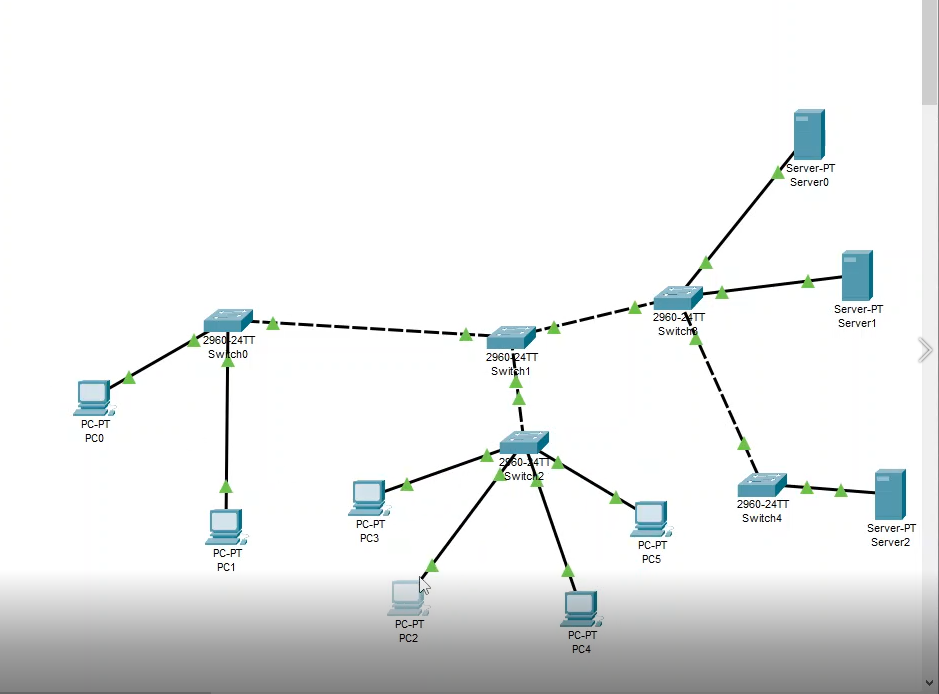 Server-PT
Server0
Server-PT
Server1
2960-24TT
Switch3
2960-24TT
Switch0
2960-24TT
Switch1
PC-PT
PC0
2960-24TT
Switch2
2960-24TT
Switch4
PC-PT
PC3
Server-PT
Server2
PC-PT
PC1
PC-PT
PC5
PC-PT
PC2
PC-PT
PC4